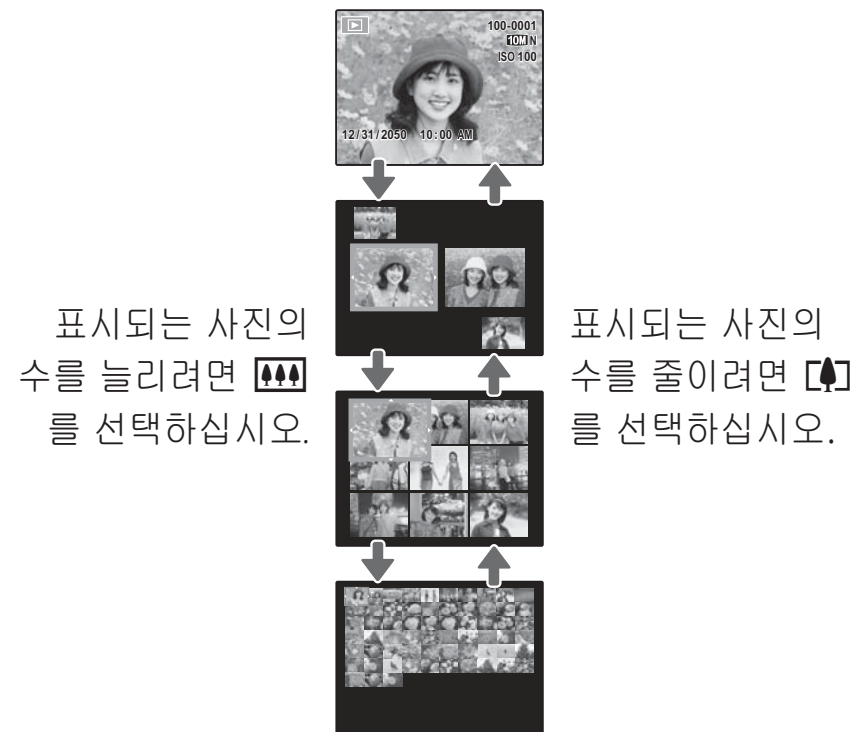 100-0001
10M N
ISO 100
12/31/2050 10:00 AM
표시되는 사진의
수를 늘리려면
를 선택하십시오.
표시되는 사진의
수를 줄이려면
를 선택하십시오.